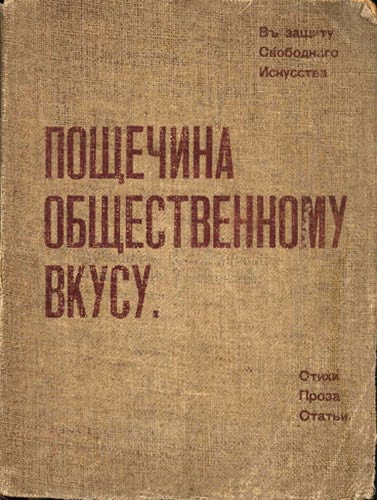 Въ защиту
Свободнаго
Искусства
ПОЩЕЧИНА
ОБЩЕСТВЕННОМУ
ВКУСУ.
Стихи
Проза
Статьи